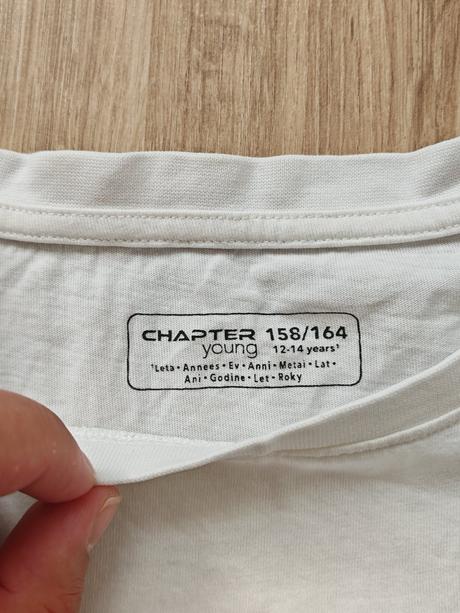 CHAPTER 158/164
young 12-14 years¹
¹Leta • Annees • Ev • Anni • Metai • Lat •
Ani • Godine • Let • Roky